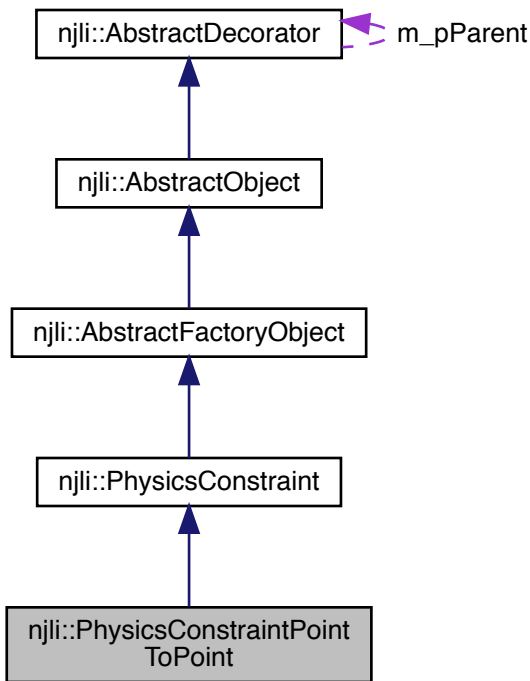 njli::AbstractDecorator
m_pParent
njli::AbstractObject
njli::AbstractFactoryObject
njli::PhysicsConstraint
njli::PhysicsConstraintPoint
ToPoint